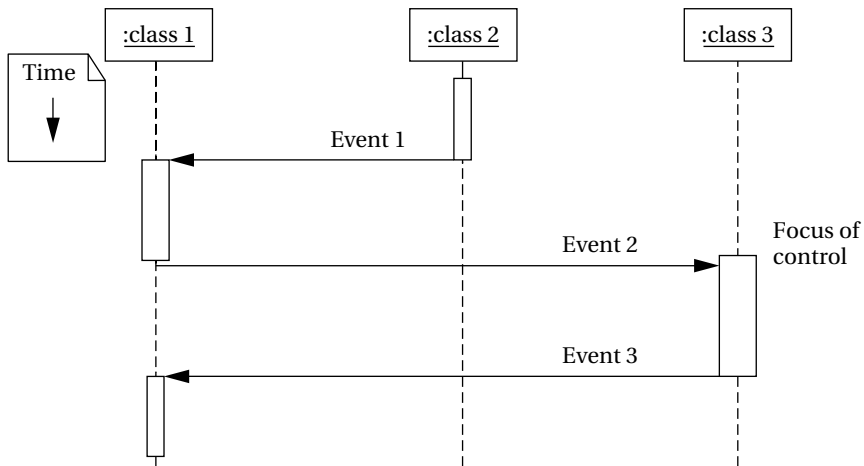 :class 1
:class 2
:class 3
Time
Event 1
Event 2
Focus of
control
Event 3